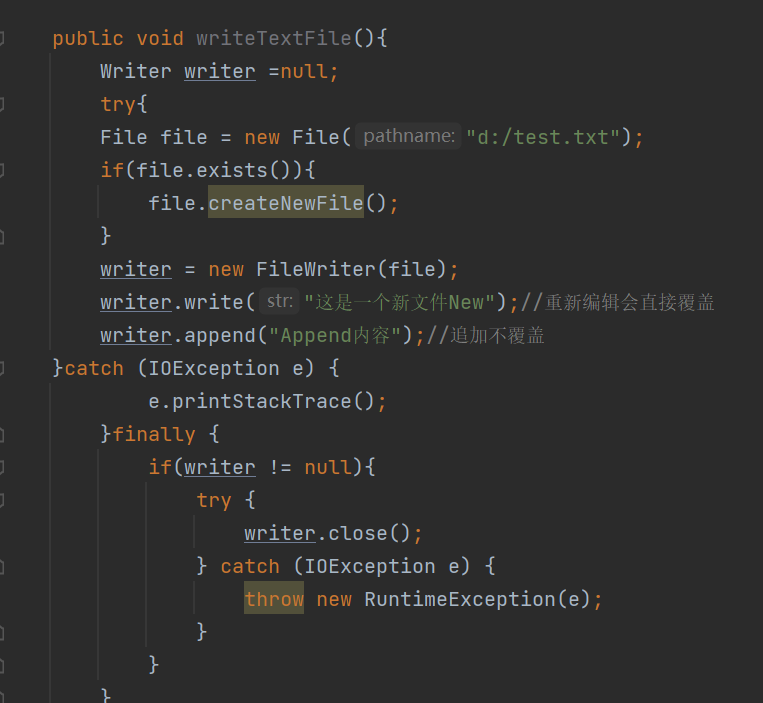 public void writeTextFile(){
Writer writer =null;
try{
File file = new File( pathname: "d:/test.txt");
if(file.exists()){
file.createNewFile();
}
writer = new FileWriter(file);
writer.write( str: "这是一个新文件New");//重新编辑会直接覆盖
writer.append("Append内容");//追加不覆盖
}catch (IOException e) {
e.printStackTrace();
}finally {
if(writer != null){
try {
writer.close();
} catch (IOException e) {
throw new RuntimeException(e);
}
}
}